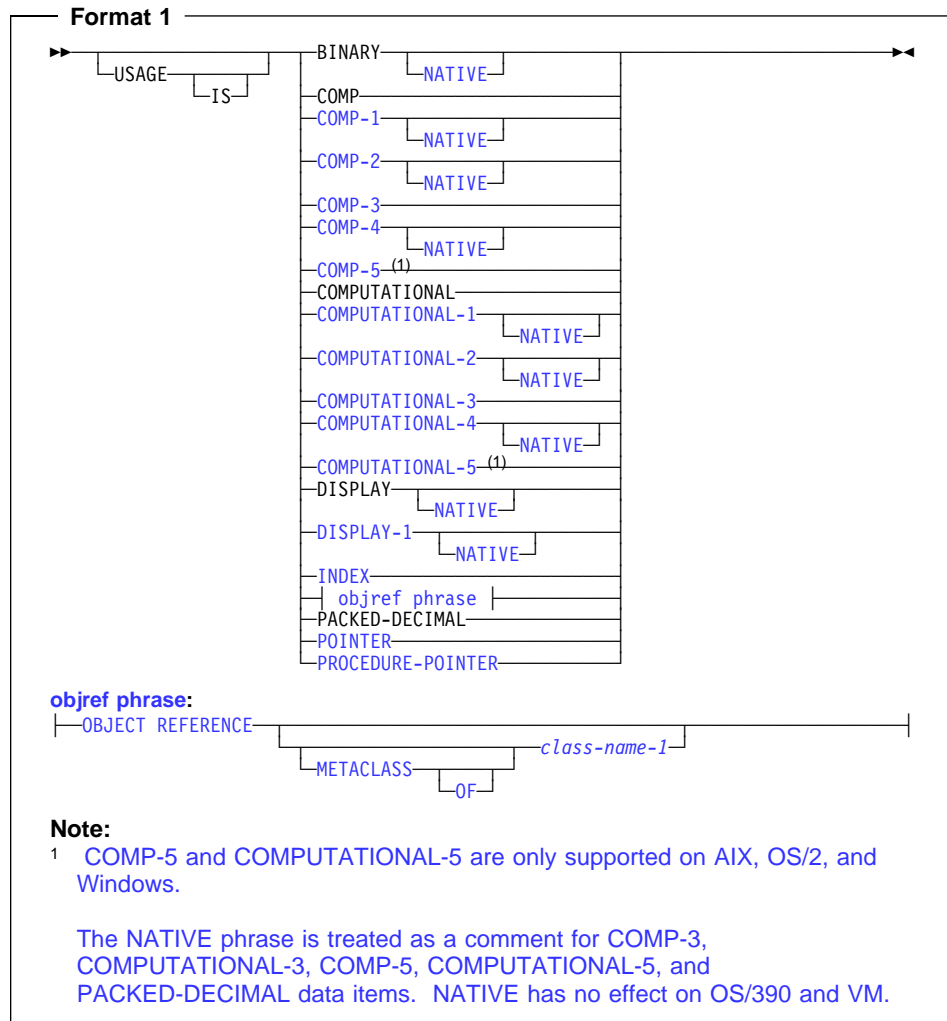 Format 1
BINARY
USAGE
NATIVE
IS
COMP
COMP-1
NATIVE
COMP-2
NATIVE
COMP-3
COMP-4
NATIVE
COMP-5 (1)
COMPUTATIONAL
COMPUTATIONAL-1
NATIVE
COMPUTATIONAL-2
NATIVE
COMPUTATIONAL-3
COMPUTATIONAL-4
NATIVE
COMPUTATIONAL-5 (1)
DISPLAY
NATIVE
DISPLAY-1
NATIVE
INDEX
objref phrase
PACKED-DECIMAL
POINTER
PROCEDURE-POINTER
objref phrase:
OBJECT REFERENCE
class-name-1
METACLASS
OF
Note:
1 COMP-5 and COMPUTATIONAL-5 are only supported on AIX, OS/2, and
Windows.
The NATIVE phrase is treated as a comment for COMP-3,
COMPUTATIONAL-3, COMP-5, COMPUTATIONAL-5, and
PACKED-DECIMAL data items. NATIVE has no effect on OS/390 and VM.